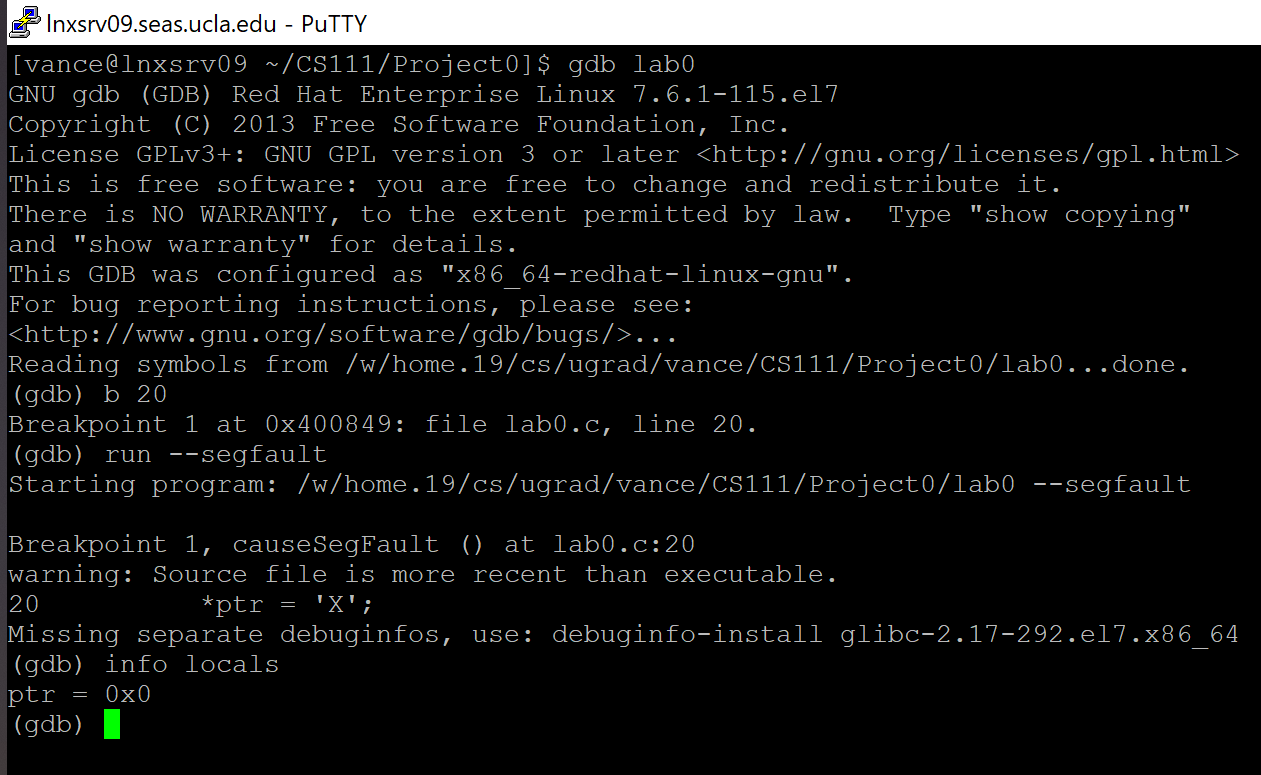 lnxsrv09.seas.ucla.edu - PuTTY
[vance@lnxsrv09 ~/CS111/Project0]$ gdb lab0
GNU gdb (GDB) Red Hat Enterprise Linux 7.6.1-115.el7
Copyright (C) 2013 Free Software Foundation, Inc.
License GPLv3+: GNU GPL version 3 or later <http://gnu.org/licenses/gpl.html>
This is free software: you are free to change and redistribute it.
There is NO WARRANTY, to the extent permitted by law.  Type "show copying"
and "show warranty" for details.
This GDB was configured as "x86_64-redhat-linux-gnu".
For bug reporting instructions, please see:
<http://www.gnu.org/software/gdb/bugs/>...
Reading symbols from /w/home.19/cs/ugrad/vance/CS111/Project0/lab0...done.
(gdb) b 20
Breakpoint 1 at 0x400849: file lab0.c, line 20.
(gdb) run --segfault
Starting program: /w/home.19/cs/ugrad/vance/CS111/Project0/lab0 --segfault
Breakpoint 1, causeSegFault () at lab0.c:20
warning: Source file is more recent than executable.
20          *ptr = 'X';
Missing separate debuginfos, use: debuginfo-install glibc-2.17-292.el7.x86_64
(gdb) info locals
ptr = 0x0
(gdb)